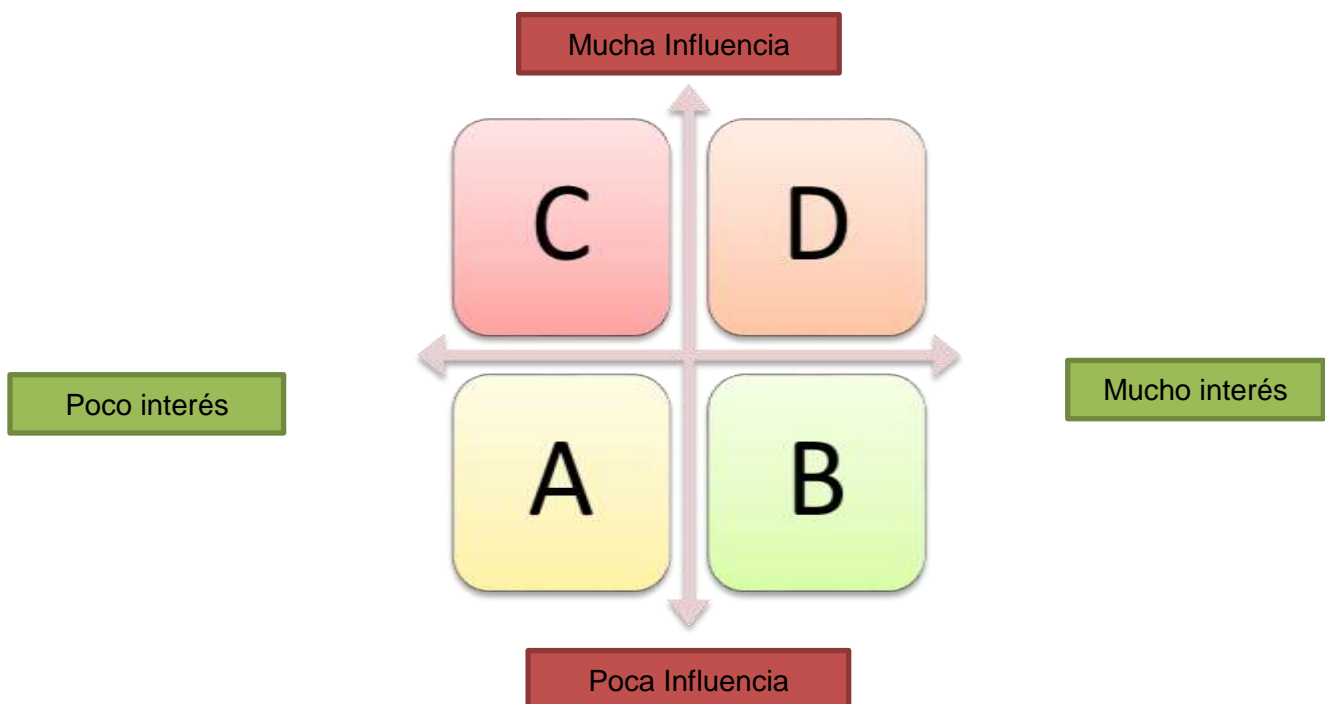 Mucha Influencia
C
D
Poco interés
Mucho interés
A
B
Poca Influencia